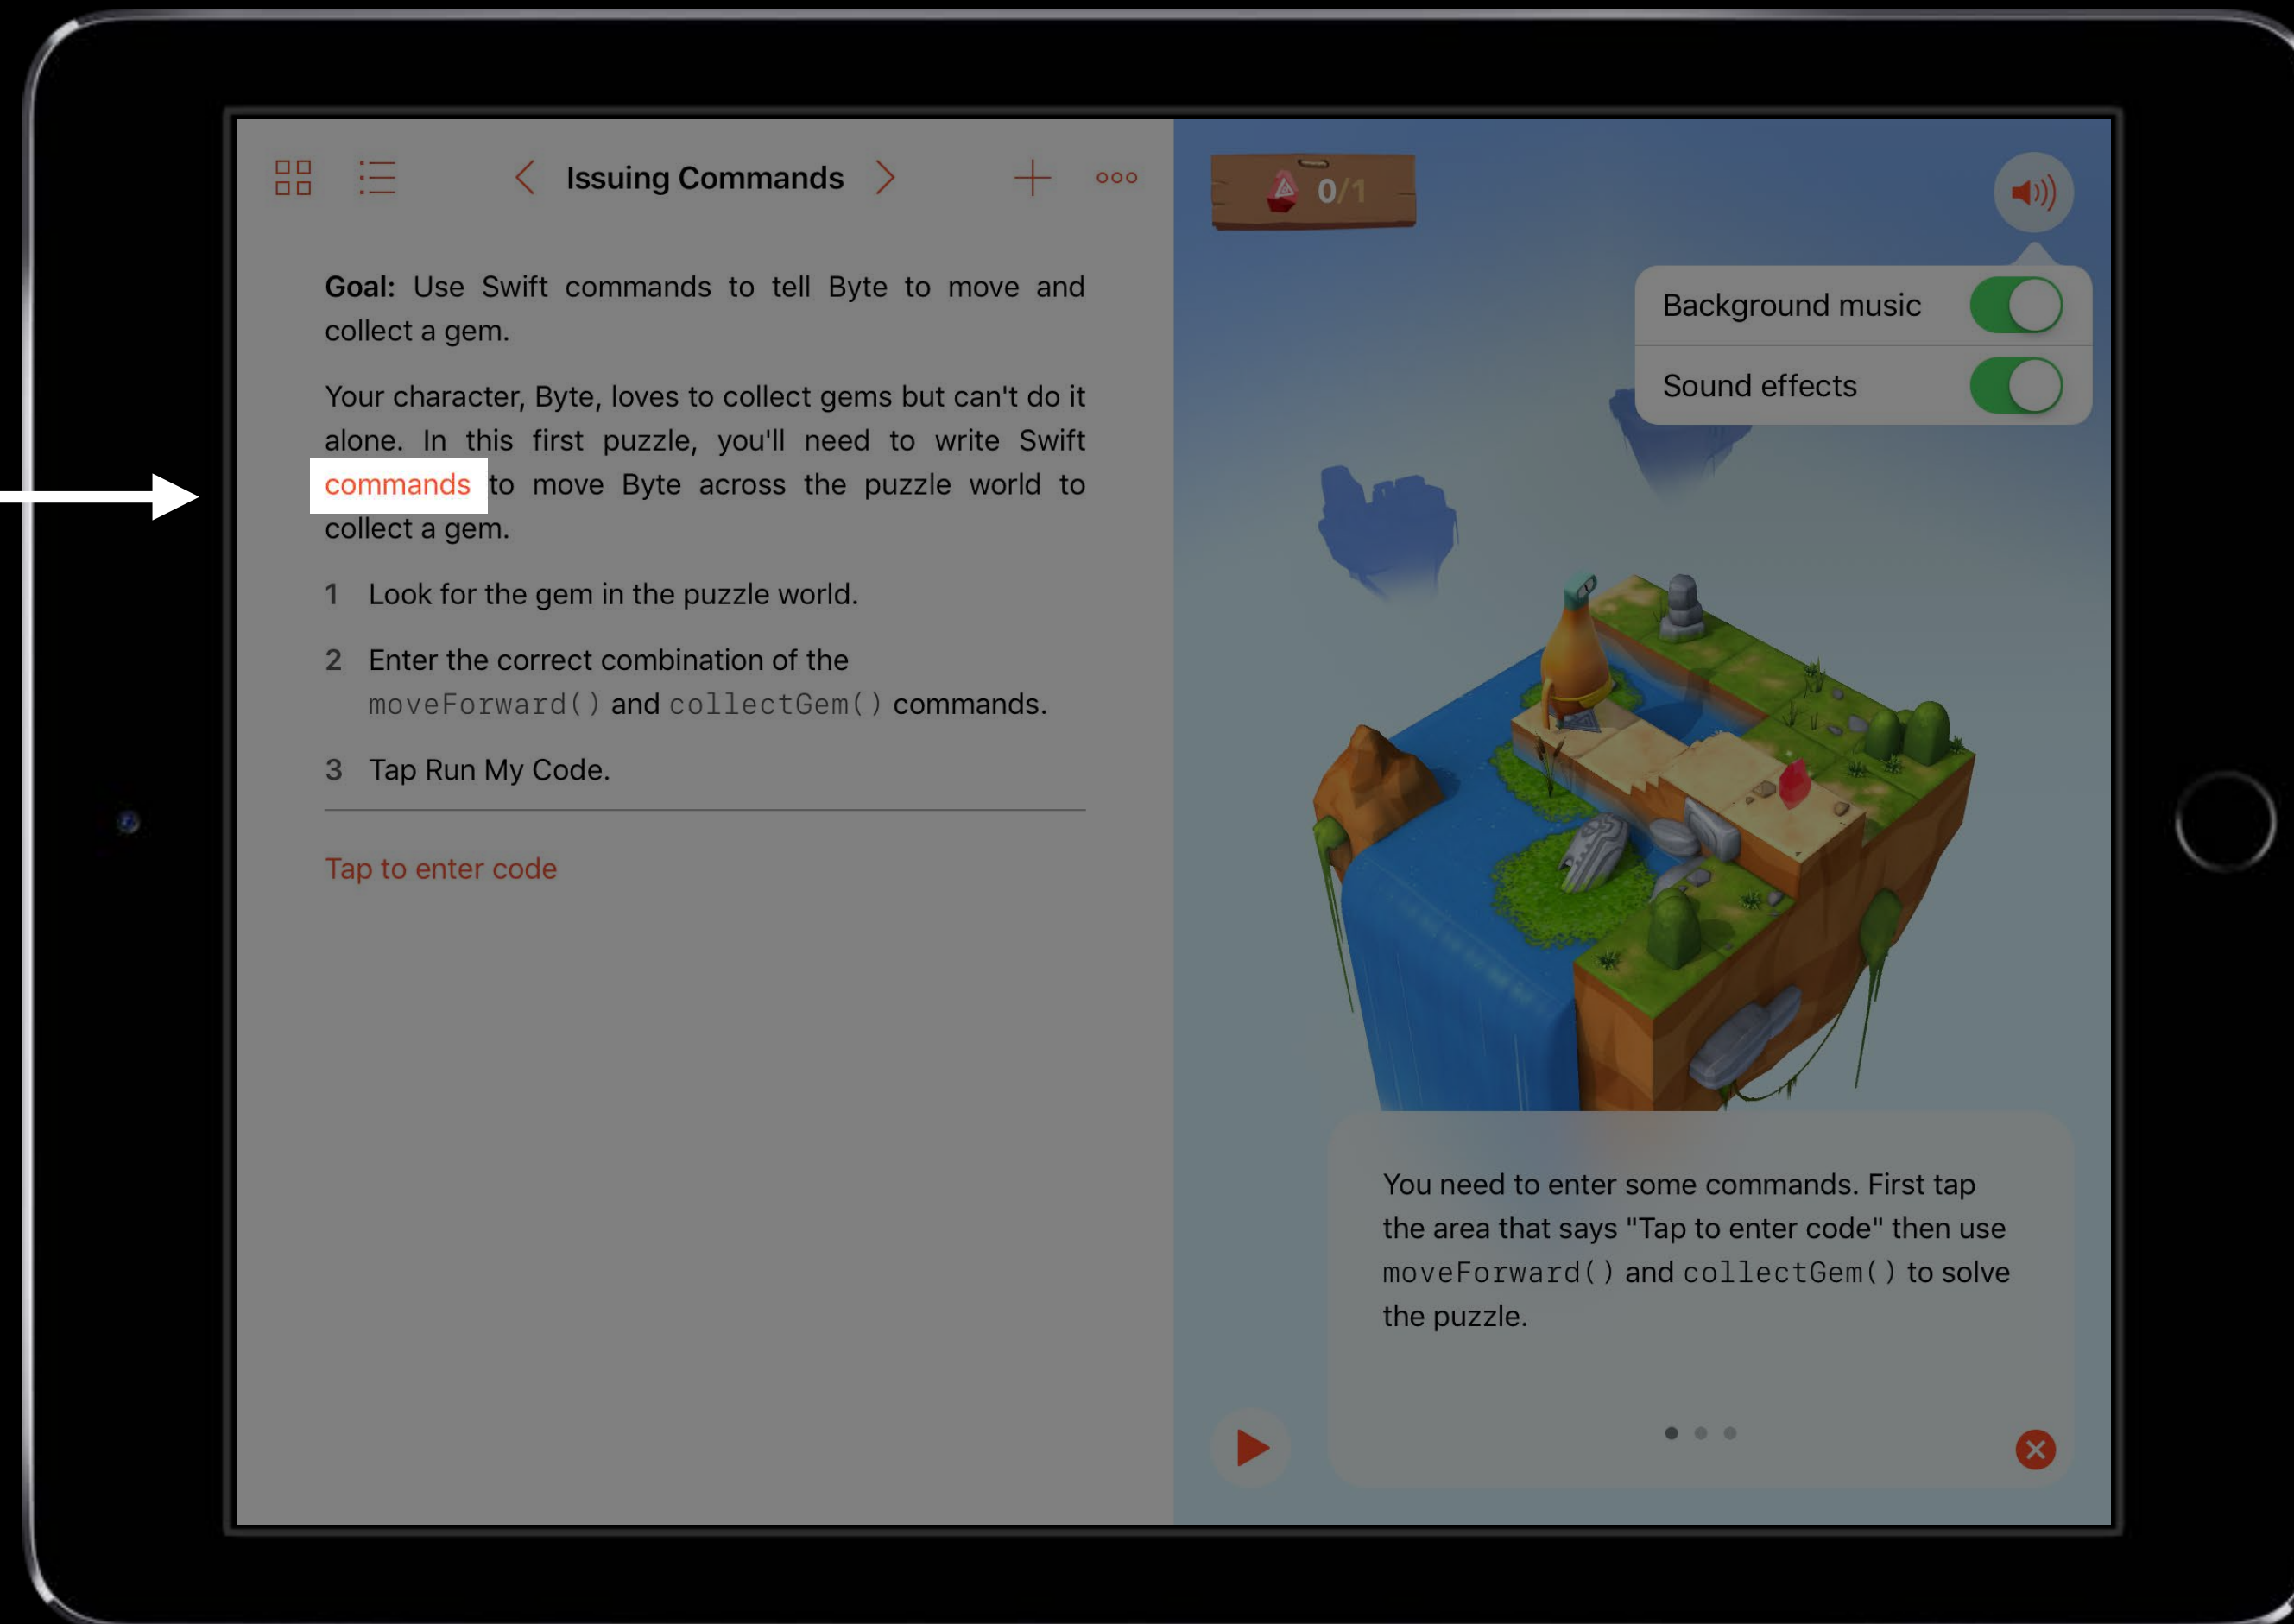 Issuing Commands
Goal: Use Swift commands to tell Byte to move and
collect a gem.
Your character, Byte, loves to collect gems but can't do it
alone. In this first puzzle, you'll need to write Swift
commands to move Byte across the puzzle world to
collect a gem.
1 Look for the gem in the puzzle world.
2 Enter the correct combination of the
moveForward() and collectGem() commands.
3 Tap Run My Code.
Tap to enter code
0/1
Background music
Sound effects
You need to enter some commands. First tap
the area that says "Tap to enter code" then use
moveForward() and collectGem() to solve
the puzzle.